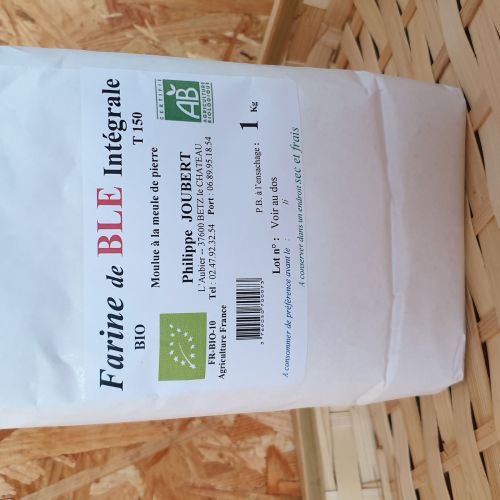 Farine de BLE Intégrale
T 150
BIO
Moulue à la meule de pierre
CERTIFIÉ
AB
AGRICULTURE
BIOLOGIQUE
Philippe JOUBERT
L'Aubier -- 37600 BETZ le CHATEAU
Tel : 02.47.92.32.54 Port : 06.89.95.18.54
FR-BIO-10
Agriculture France
P.B. à l'ensachage : 1 Kg
Lot n° : Voir au dos
A consommer de préférence avant le : //
A conserver dans un endroit sec et frais